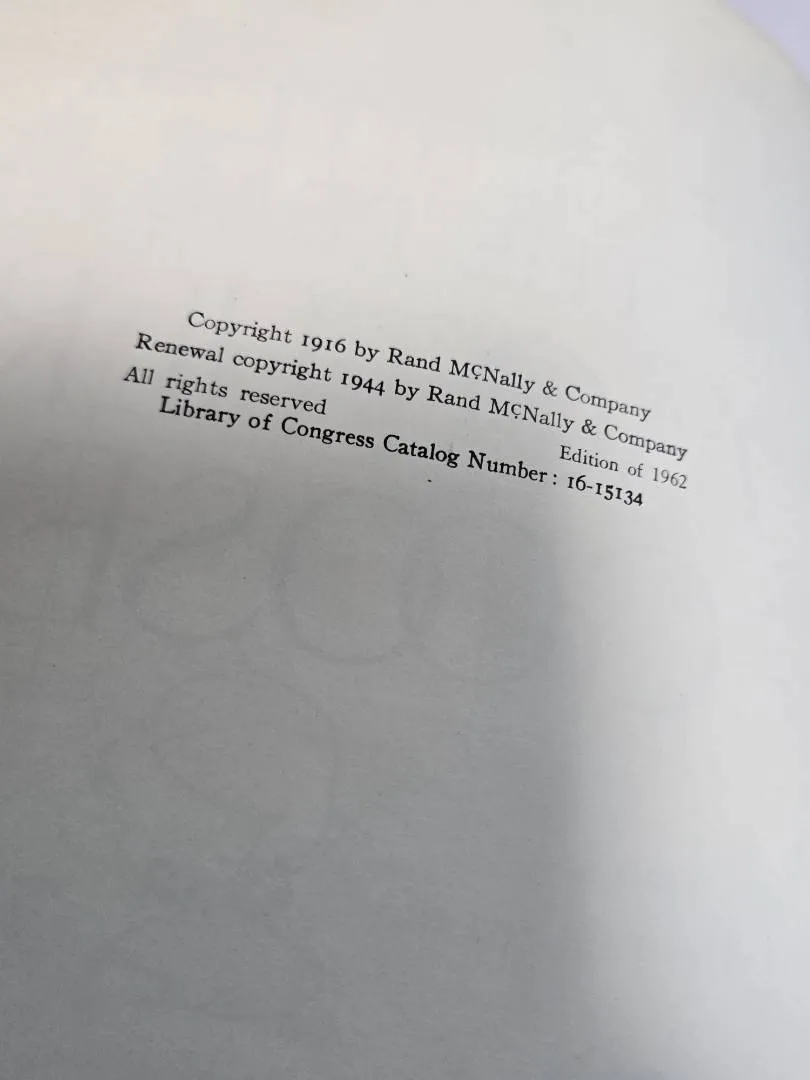 Copyright 1916 by Rand McNally & Company
Renewal copyright 1944 by Rand McNally & Company
All rights reserved
Edition of 1962
Library of Congress Catalog Number: 16-15134